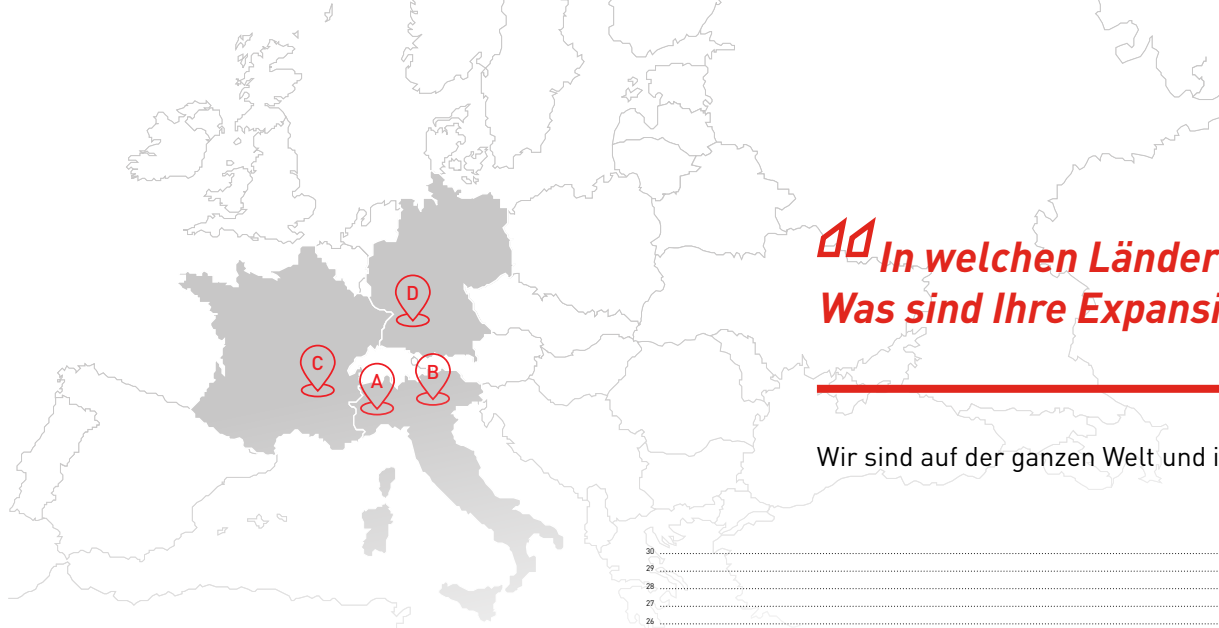 D
C
A
B
In welchen Länder
Was sind Ihre Expansi
Wir sind auf der ganzen Welt und i
30
29
28
27
26